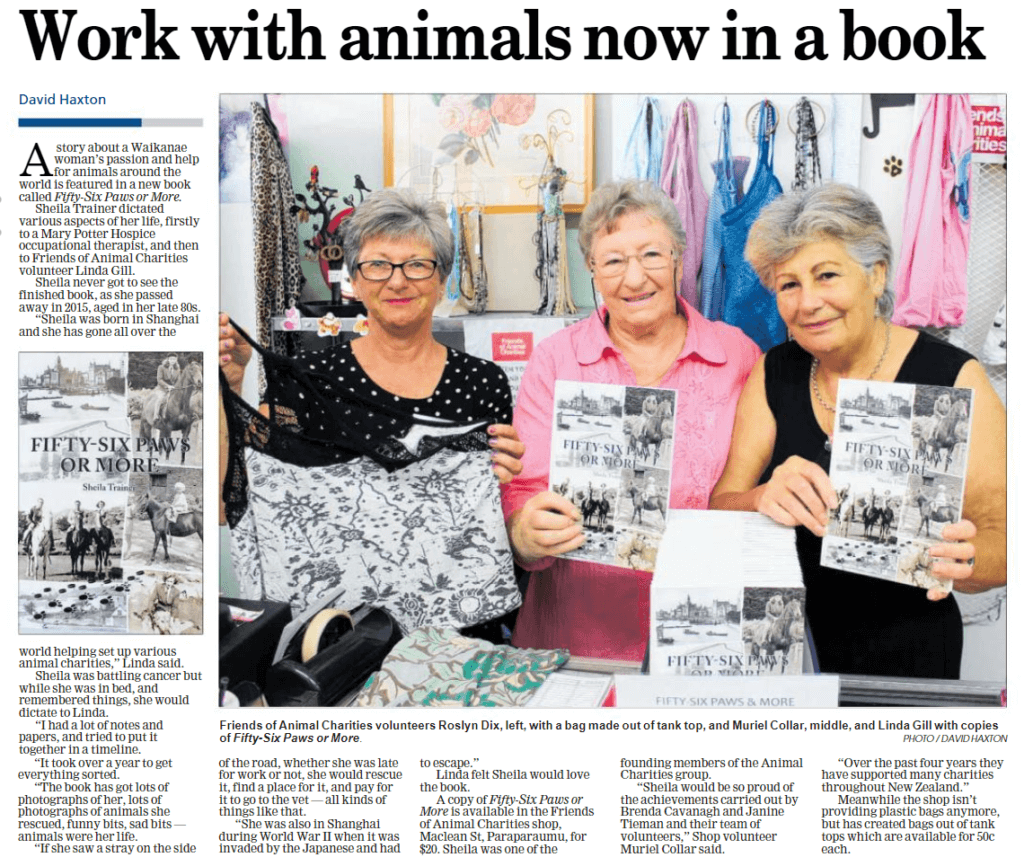 Work with animals now in a book
David Haxton
A story about a Waikanae
woman's passion and help
for animals around the
world is featured in a new book
called Fifty-Six Paws or More.
Sheila Trainer dictated
various aspects of her life, firstly
to a Mary Potter Hospice
occupational therapist, and then
to Friends of Animal Charities
volunteer Linda Gill.
Sheila never got to see the
finished book, as she passed
away in 2015, aged in her late 80s.
"Sheila was born in Shanghai
and she has gone all over the
FIFTY-SIX PAWS
OR MORE
Sheila Trainer
world helping set up various
animal charities," Linda said.
Sheila was battling cancer but
while she was in bed, and
remembered things, she would
dictate to Linda.
"I had a lot of notes and
papers, and tried to put it
together in a timeline.
"It took over a year to get
everything sorted.
"The book has got lots of
photographs of her, lots of
photographs of animals she
rescued, funny bits, sad bits —
animals were her life.
"If she saw a stray on the side
ends
nima
rities
Friends
of Animal
Charities
FIFTY-SIX PAWS
OR MORE
FIFTY-SIX PAWS
OR MORE
FIFTY-SIX PAWS
OR MORE
FIFTY-SIX PAWS & MORE
Friends of Animal Charities volunteers Roslyn Dix, left, with a bag made out of tank top, and Muriel Collar, middle, and Linda Gill with copies
of Fifty-Six Paws or More.
PHOTO / DAVID HAXTON
of the road, whether she was late
for work or not, she would rescue
it, find a place for it, and pay for
it to go to the vet — all kinds of
things like that.
"She was also in Shanghai
during World War II when it was
invaded by the Japanese and had
to escape."
Linda felt Sheila would love
the book.
A copy of Fifty-Six Paws or
More is available in the Friends
of Animal Charities shop,
Maclean St, Paraparaumu, for
$20. Sheila was one of the
founding members of the Animal
Charities group.
"Sheila would be so proud of
the achievements carried out by
Brenda Cavanagh and Janine
Tieman and their team of
volunteers," Shop volunteer
Muriel Collar said.
"Over the past four years they
have supported many charities
throughout New Zealand."
Meanwhile the shop isn't
providing plastic bags anymore,
but has created bags out of tank
tops which are available for 50c
each.